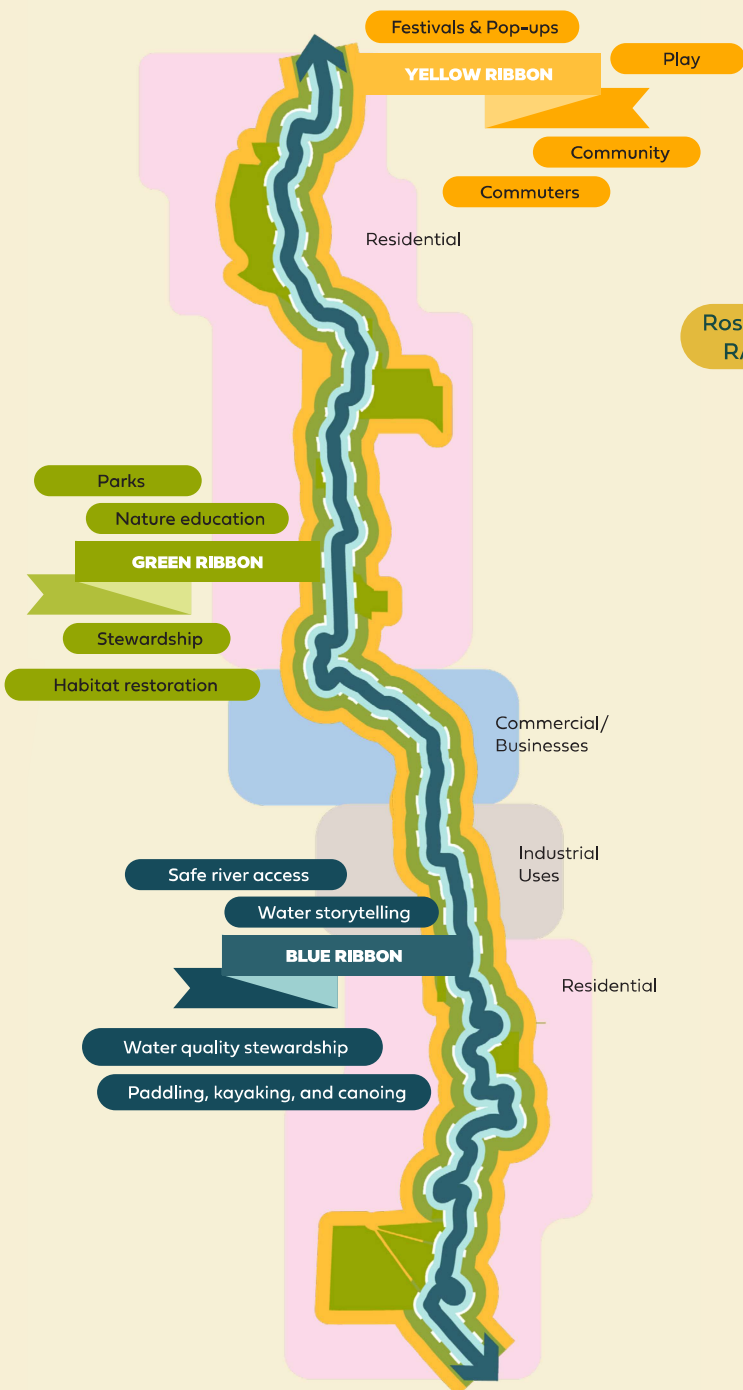 Festivals & Pop-ups
YELLOW RIBBON
Play
Community
Commuters
Residential
Parks
Nature education
GREEN RIBBON
Stewardship
Habitat restoration
Commercial/
Businesses
Industrial
Uses
Safe river access
Water storytelling
BLUE RIBBON
Residential
Water quality stewardship
Paddling, kayaking, and canoing